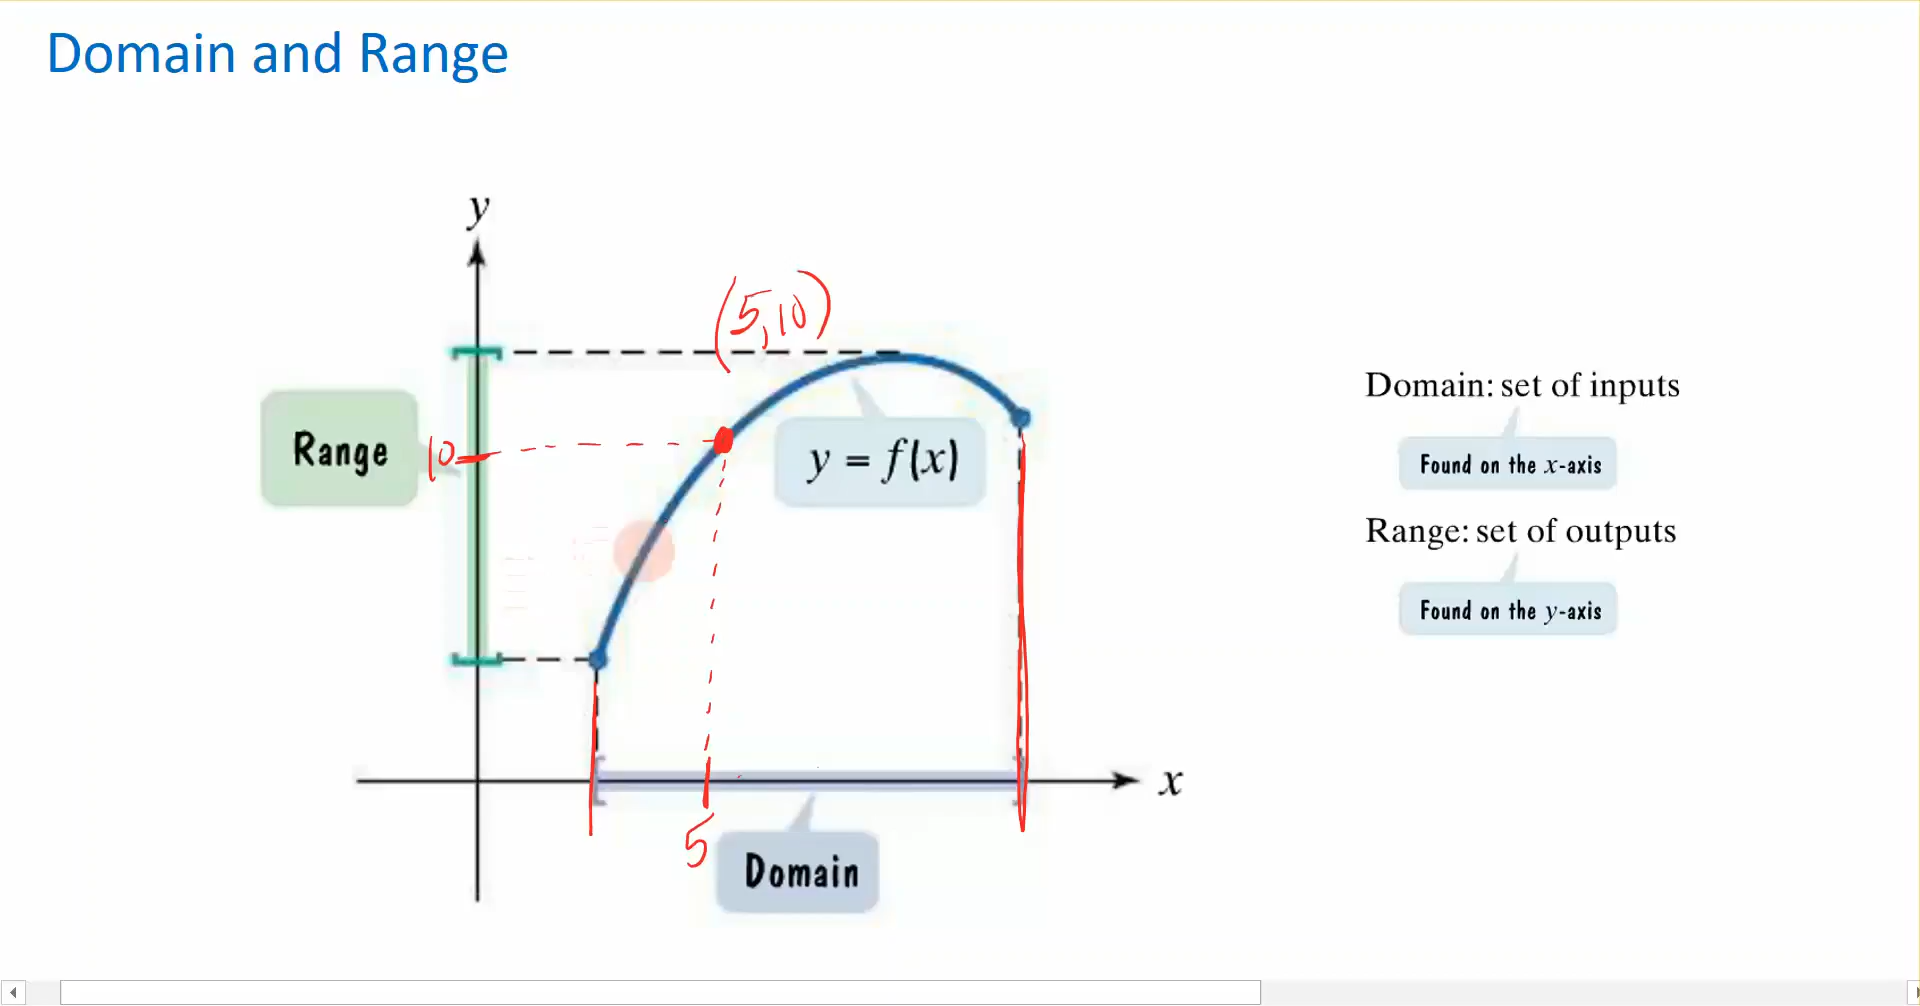 Domain and Range
y
(5,10)
Domain: set of inputs
Range
10
y = f(x)
Found on the x-axis
Range: set of outputs
Found on the y-axis
x
5
Domain